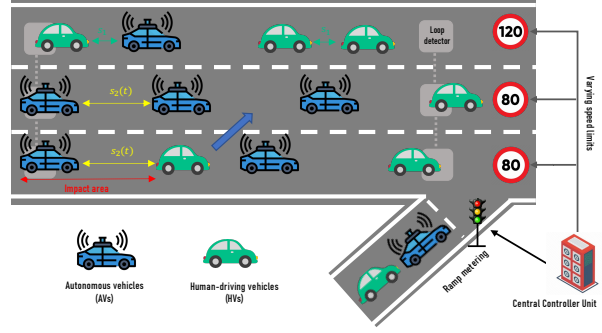 Loop
detector
120
s₂(t)
80
Varying speed limits
s₂(t)
80
Impact area
Ramp metering
Autonomous vehicles
(AVs)
Human-driving vehicles
(HVs)
Central Controller Unit